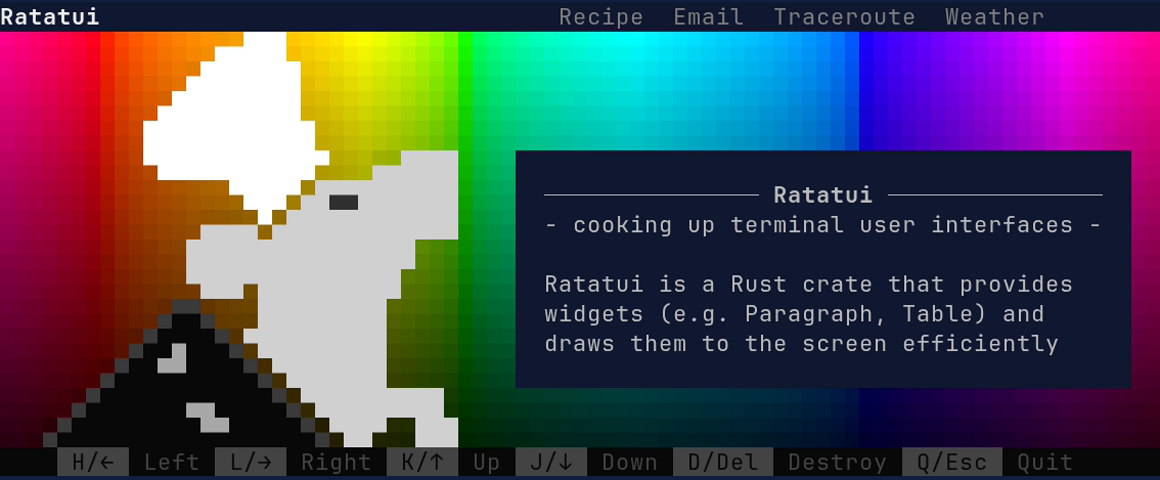 Ratatui Recipe Email Traceroute Weather
Ratatui
- cooking up terminal user interfaces -
Ratatui is a Rust crate that provides
widgets (e.g. Paragraph, Table) and
draws them to the screen efficiently
H/← Left L/→ Right K/↑ Up J/↓ Down D/Del Destroy Q/Esc Quit